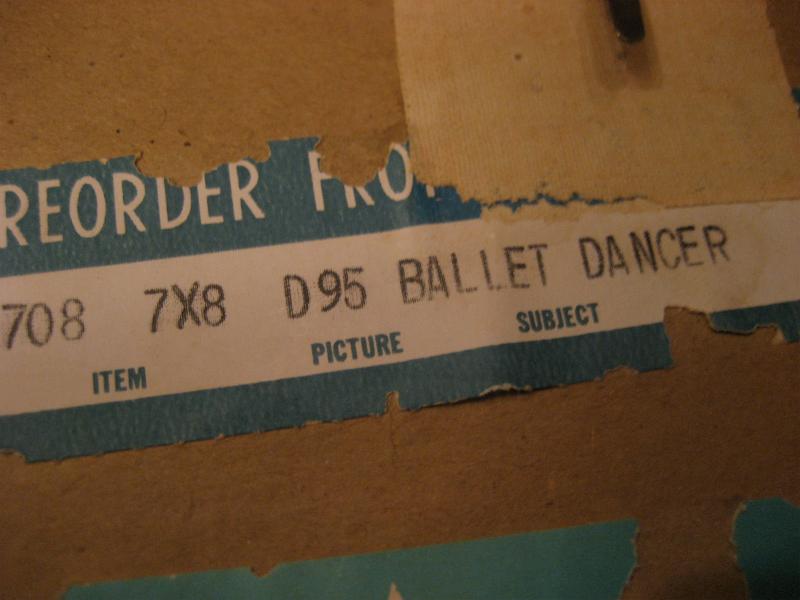 REORDER FRO
708 7X8 D95 BALLET DANCER
ITEM PICTURE SUBJECT